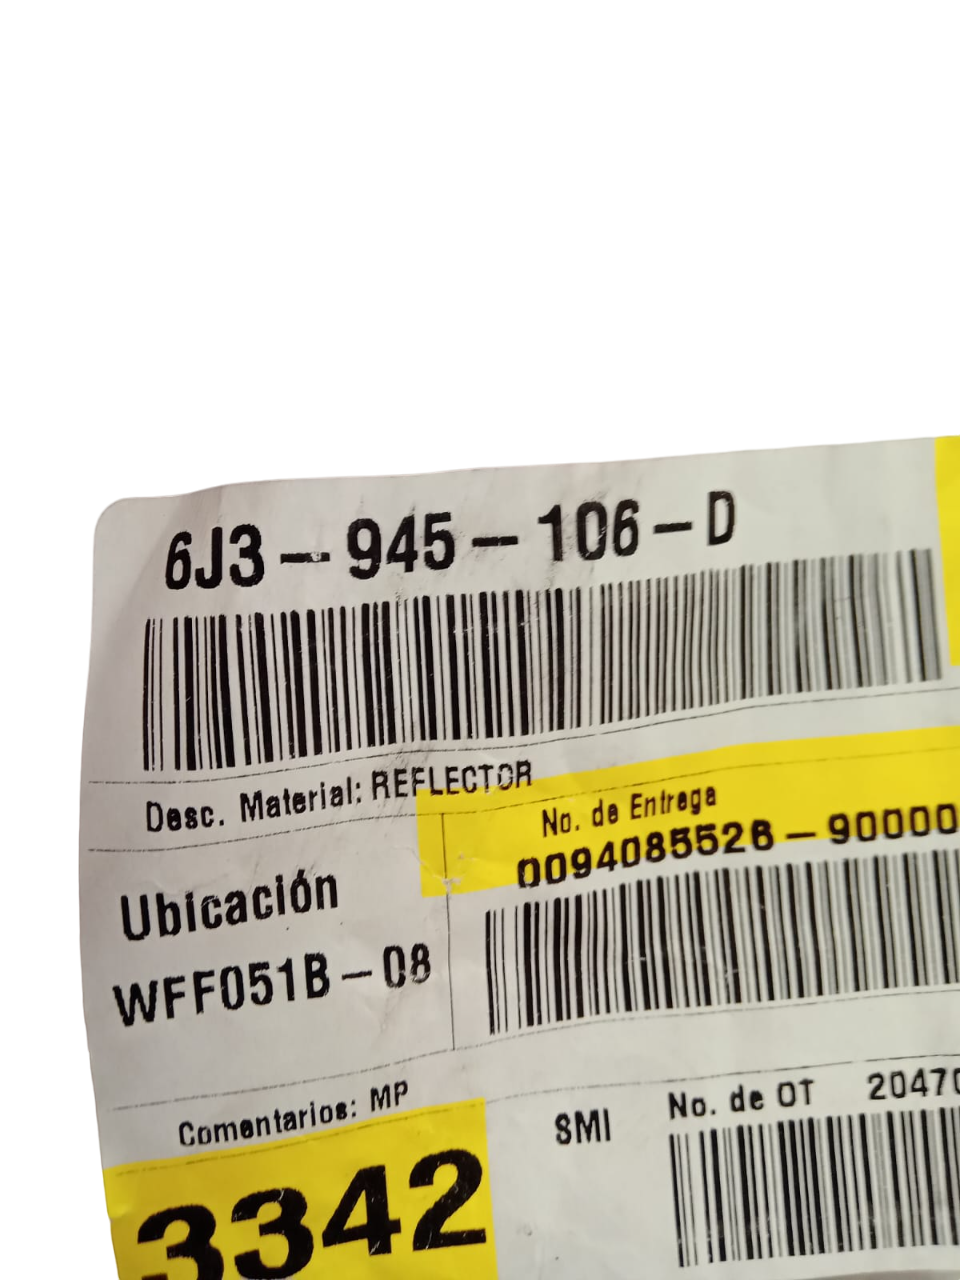 6J3-945-106-D
Desc. Material: REFLECTOR
No. de Entrega
0094085526-90000
Ubicación
WFF051B-08
Comentarios: MP
SMI
No. de OT 20470
3342